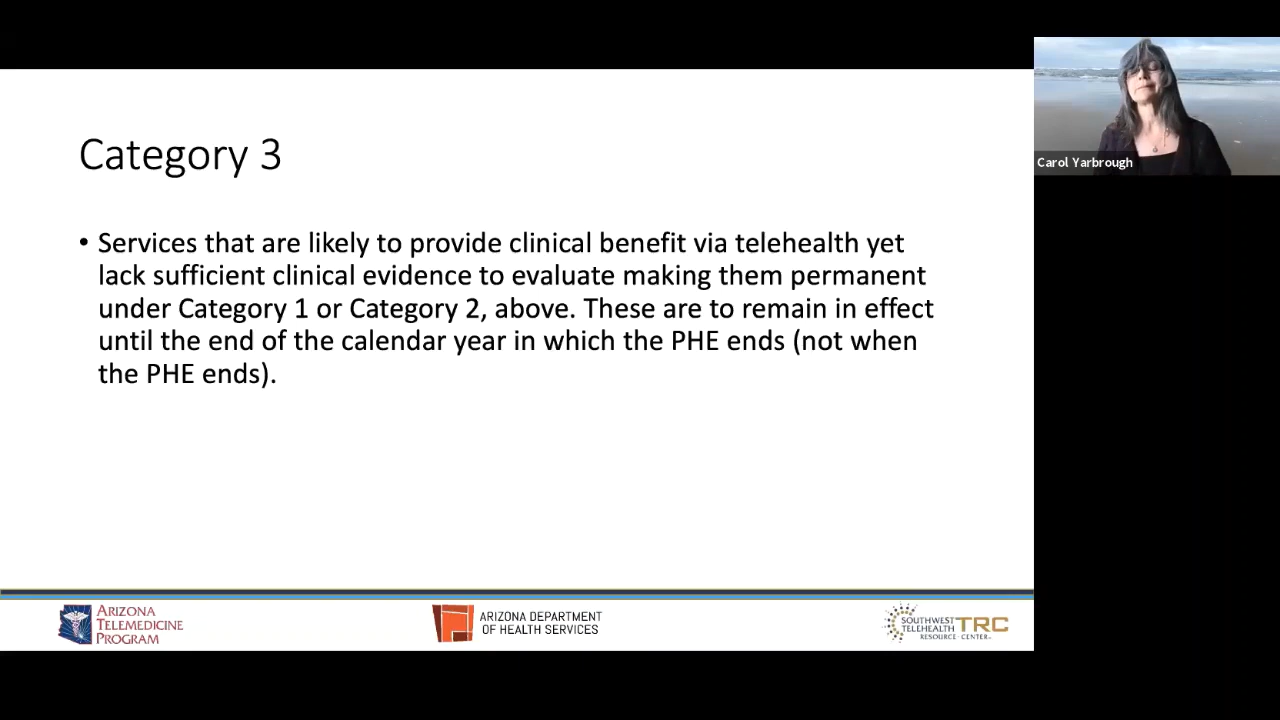 Category 3
• Services that are likely to provide clinical benefit via telehealth yet
lack sufficient clinical evidence to evaluate making them permanent
under Category 1 or Category 2, above. These are to remain in effect
until the end of the calendar year in which the PHE ends (not when
the PHE ends).
Carol Yarbrough
ARIZONA
TELEMEDICINE
PROGRAM
ARIZONA DEPARTMENT
OF HEALTH SERVICES
SOUTHWEST
TELEHEALTH
RESOURCE CENTER
TRC